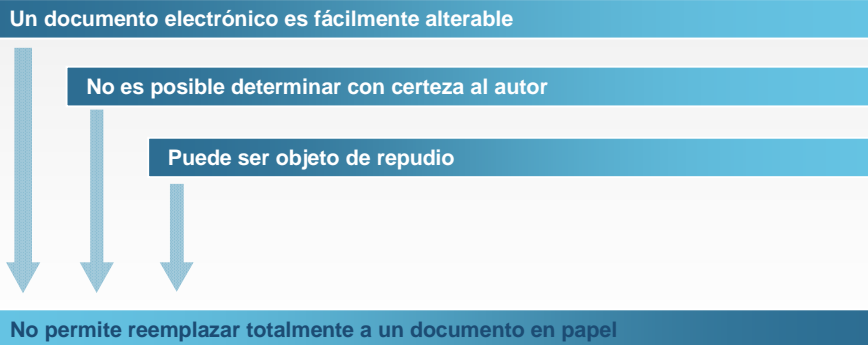 Un documento electrónico es fácilmente alterable
No es posible determinar con certeza al autor
Puede ser objeto de repudio
No permite reemplazar totalmente a un documento en papel